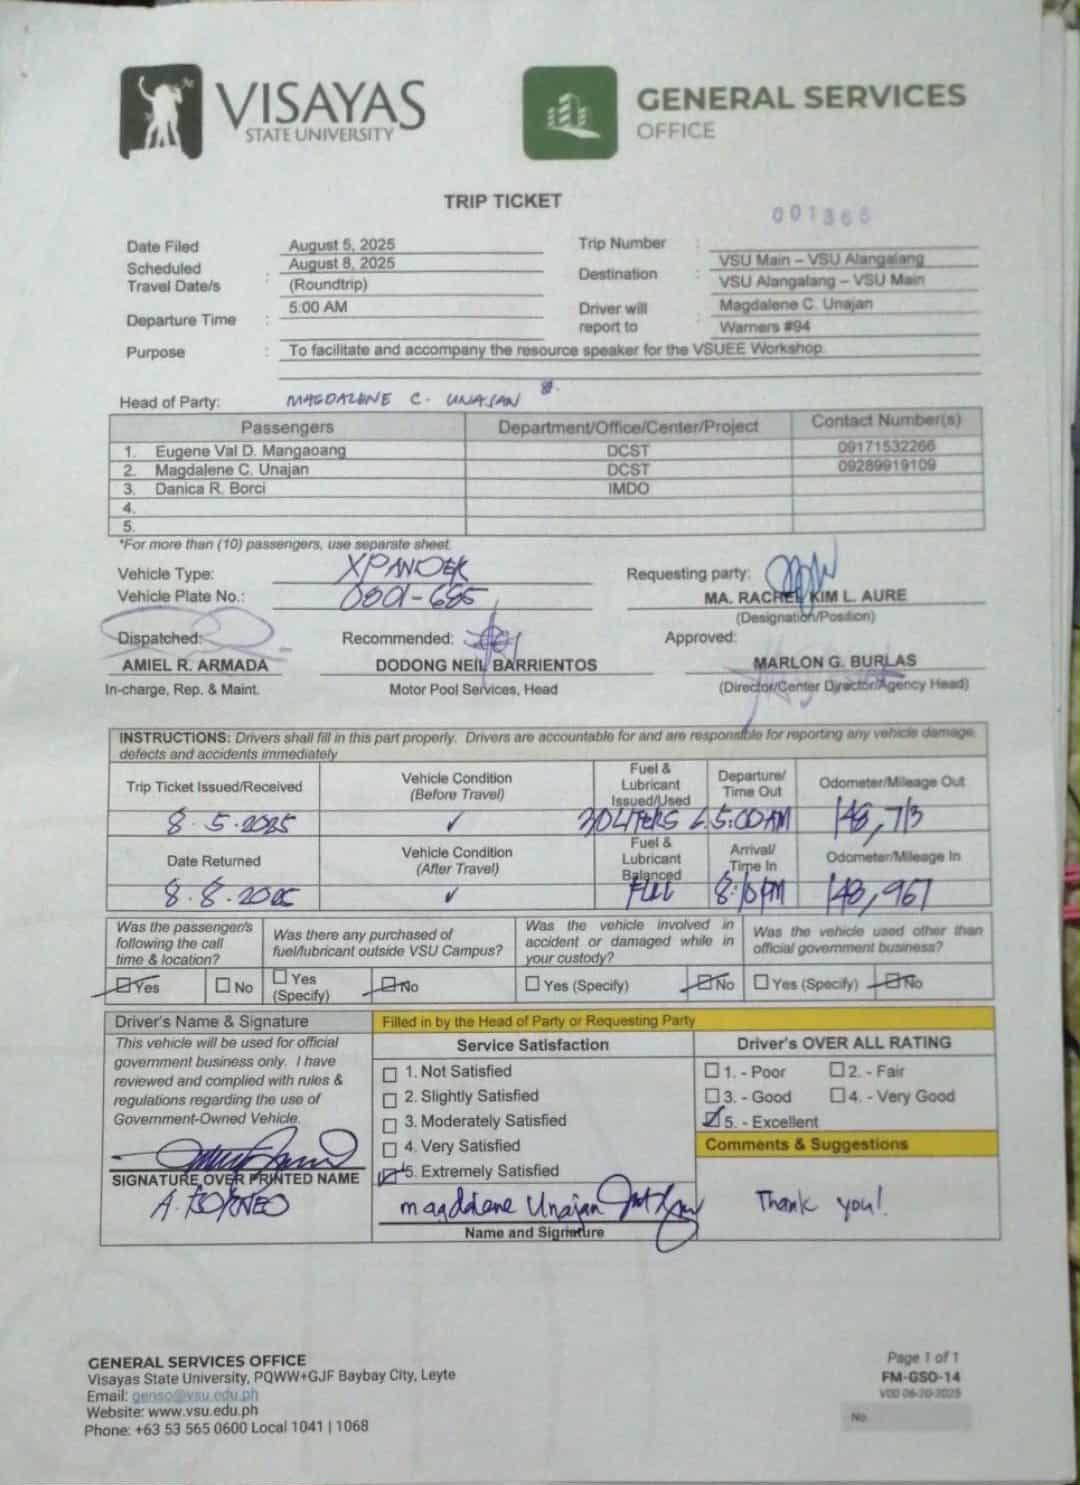 VISAYAS
STATE UNIVERSITY
GENERAL SERVICES
OFFICE
TRIP TICKET
001366
Date Filed August 5, 2025 Trip Number :
Scheduled Travel Date/s : August 8, 2025 (Roundtrip)
Destination : VSU Main – VSU Alangalang
VSU Alangalang – VSU Main
Departure Time : 5:00 AM
Driver will report to : Magdalene C. Unajan
Warners #94
Purpose : To facilitate and accompany the resource speaker for the VSUEE Workshop.
Head of Party: MAGDALENE C. UNAJAN
Passengers Department/Office/Center/Project Contact Number(s)
1. Eugene Val D. Mangaoang DCST 09171532266
2. Magdalene C. Unajan DCST 09289919109
3. Danica R. Borci IMDO
4.
5.
*For more than (10) passengers, use separate sheet.
Vehicle Type: XPANDER Requesting party:
Vehicle Plate No.: MA. RACHEL KIM L. AURE
(Designation/Position)
Dispatched: Recommended: Approved:
AMIEL R. ARMADA DODONG NEIL BARRIENTOS MARLON G. BURLAS
In-charge, Rep. & Maint. Motor Pool Services, Head (Director/Center Director/Agency Head)
INSTRUCTIONS: Drivers shall fill in this part properly. Drivers are accountable for and are responsible for reporting any vehicle damage, defects and accidents immediately
Trip Ticket Issued/Received Vehicle Condition (Before Travel) Fuel & Lubricant Issued/Used Departure/ Time Out Odometer/Mileage Out
8.5.2025 ✓ 30LITERS 5:00AM 148,713
Date Returned Vehicle Condition (After Travel) Fuel & Lubricant Balanced Arrival/ Time In Odometer/Mileage In
8.8.2025 ✓ FULL 148,961
Was the passenger/s following the call time & location? Was there any purchased of fuel/lubricant outside VSU Campus? Was the vehicle involved in accident or damaged while in your custody? Was the vehicle used other than official government business?
Yes No Yes (Specify) No Yes (Specify) No Yes (Specify) No
Driver's Name & Signature Filled in by the Head of Party or Requesting Party
This vehicle will be used for official government business only. I have reviewed and complied with rules & regulations regarding the use of Government-Owned Vehicle.
SIGNATURE OVER PRINTED NAME
A. BORNEO
Service Satisfaction
1. Not Satisfied
2. Slightly Satisfied
3. Moderately Satisfied
4. Very Satisfied
5. Extremely Satisfied
magdalene Unajan
Name and Signature
Driver's OVER ALL RATING
1. - Poor 2. - Fair
3. - Good 4. - Very Good
5. - Excellent
Comments & Suggestions
Thank you!
GENERAL SERVICES OFFICE
Visayas State University, PQWW+GJF Baybay City, Leyte
Email: genso@vsu.edu.ph
Website: www.vsu.edu.ph
Phone: +63 53 565 0600 Local 1041 | 1068
Page 1 of 1
FM-GSO-14
V00 06-20-2025
No.